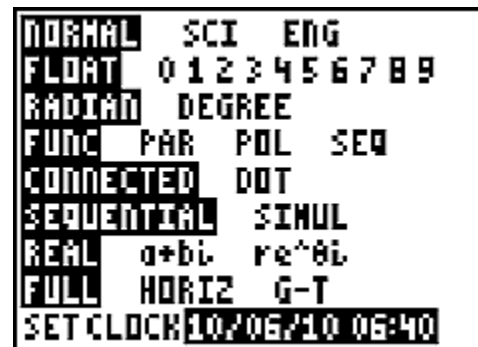 NORMAL SCI ENG
FLOAT 0 1 2 3 4 5 6 7 8 9
RADIAN DEGREE
FUNC PAR POL SEQ
CONNECTED DOT
SEQUENTIAL SIMUL
REAL a+bi re^θi
FULL HORIZ G-T
SET CLOCK 10/06/10 06:40